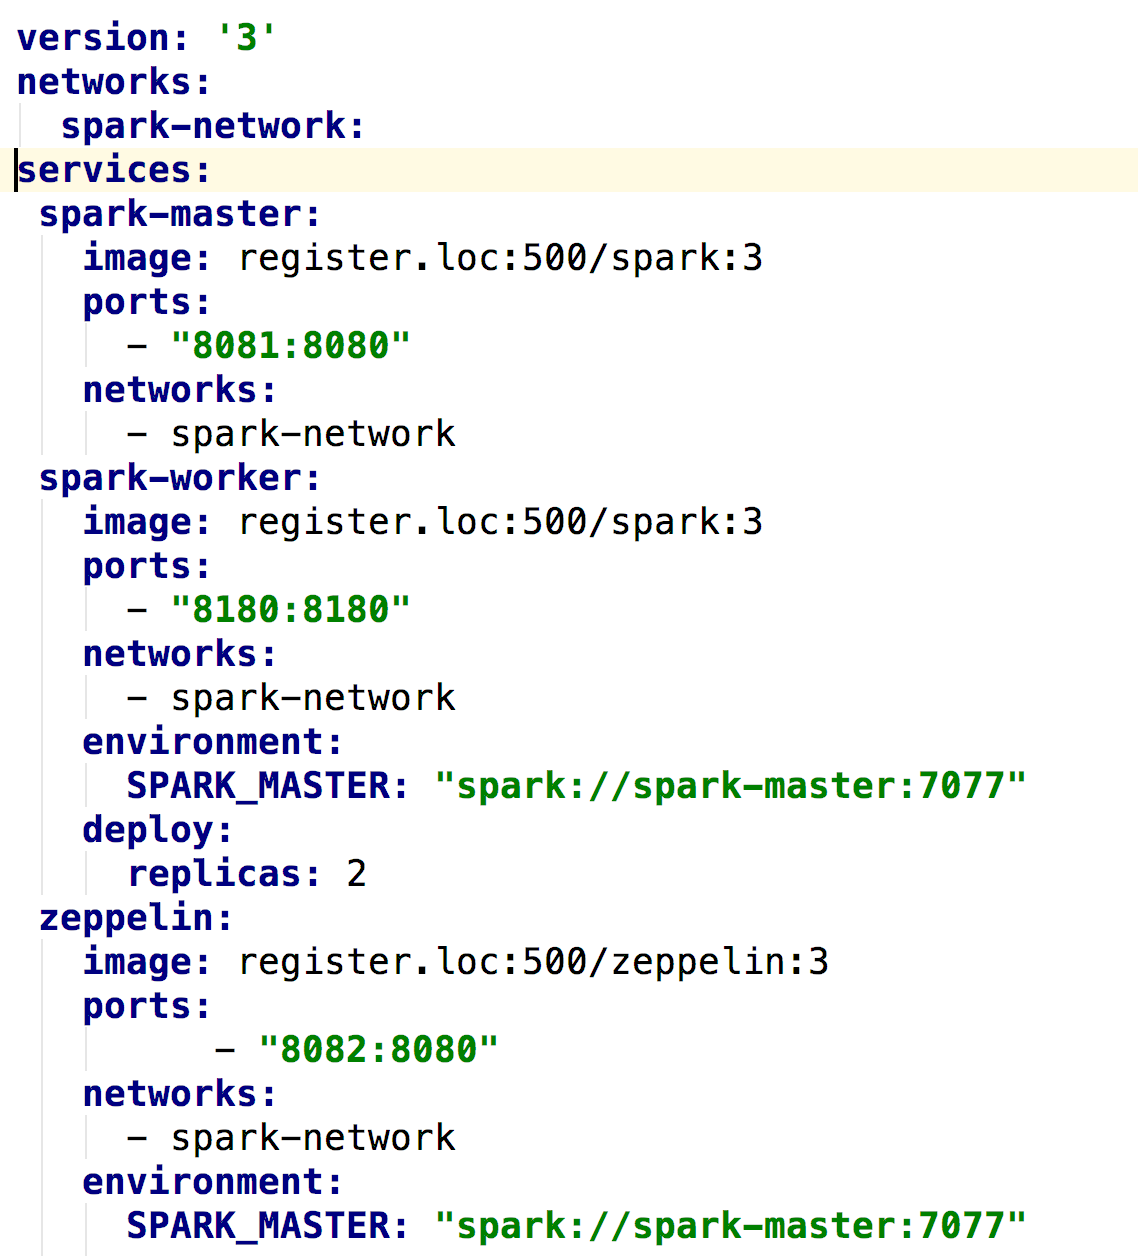 version: '3'
networks:
  spark-network:
services:
 spark-master:
   image: register.loc:500/spark:3
   ports:
     - "8081:8080"
   networks:
     - spark-network
 spark-worker:
   image: register.loc:500/spark:3
   ports:
     - "8180:8180"
   networks:
     - spark-network
   environment:
     SPARK_MASTER: "spark://spark-master:7077"
   deploy:
     replicas: 2
 zeppelin:
   image: register.loc:500/zeppelin:3
   ports:
         - "8082:8080"
   networks:
     - spark-network
   environment:
     SPARK_MASTER: "spark://spark-master:7077"